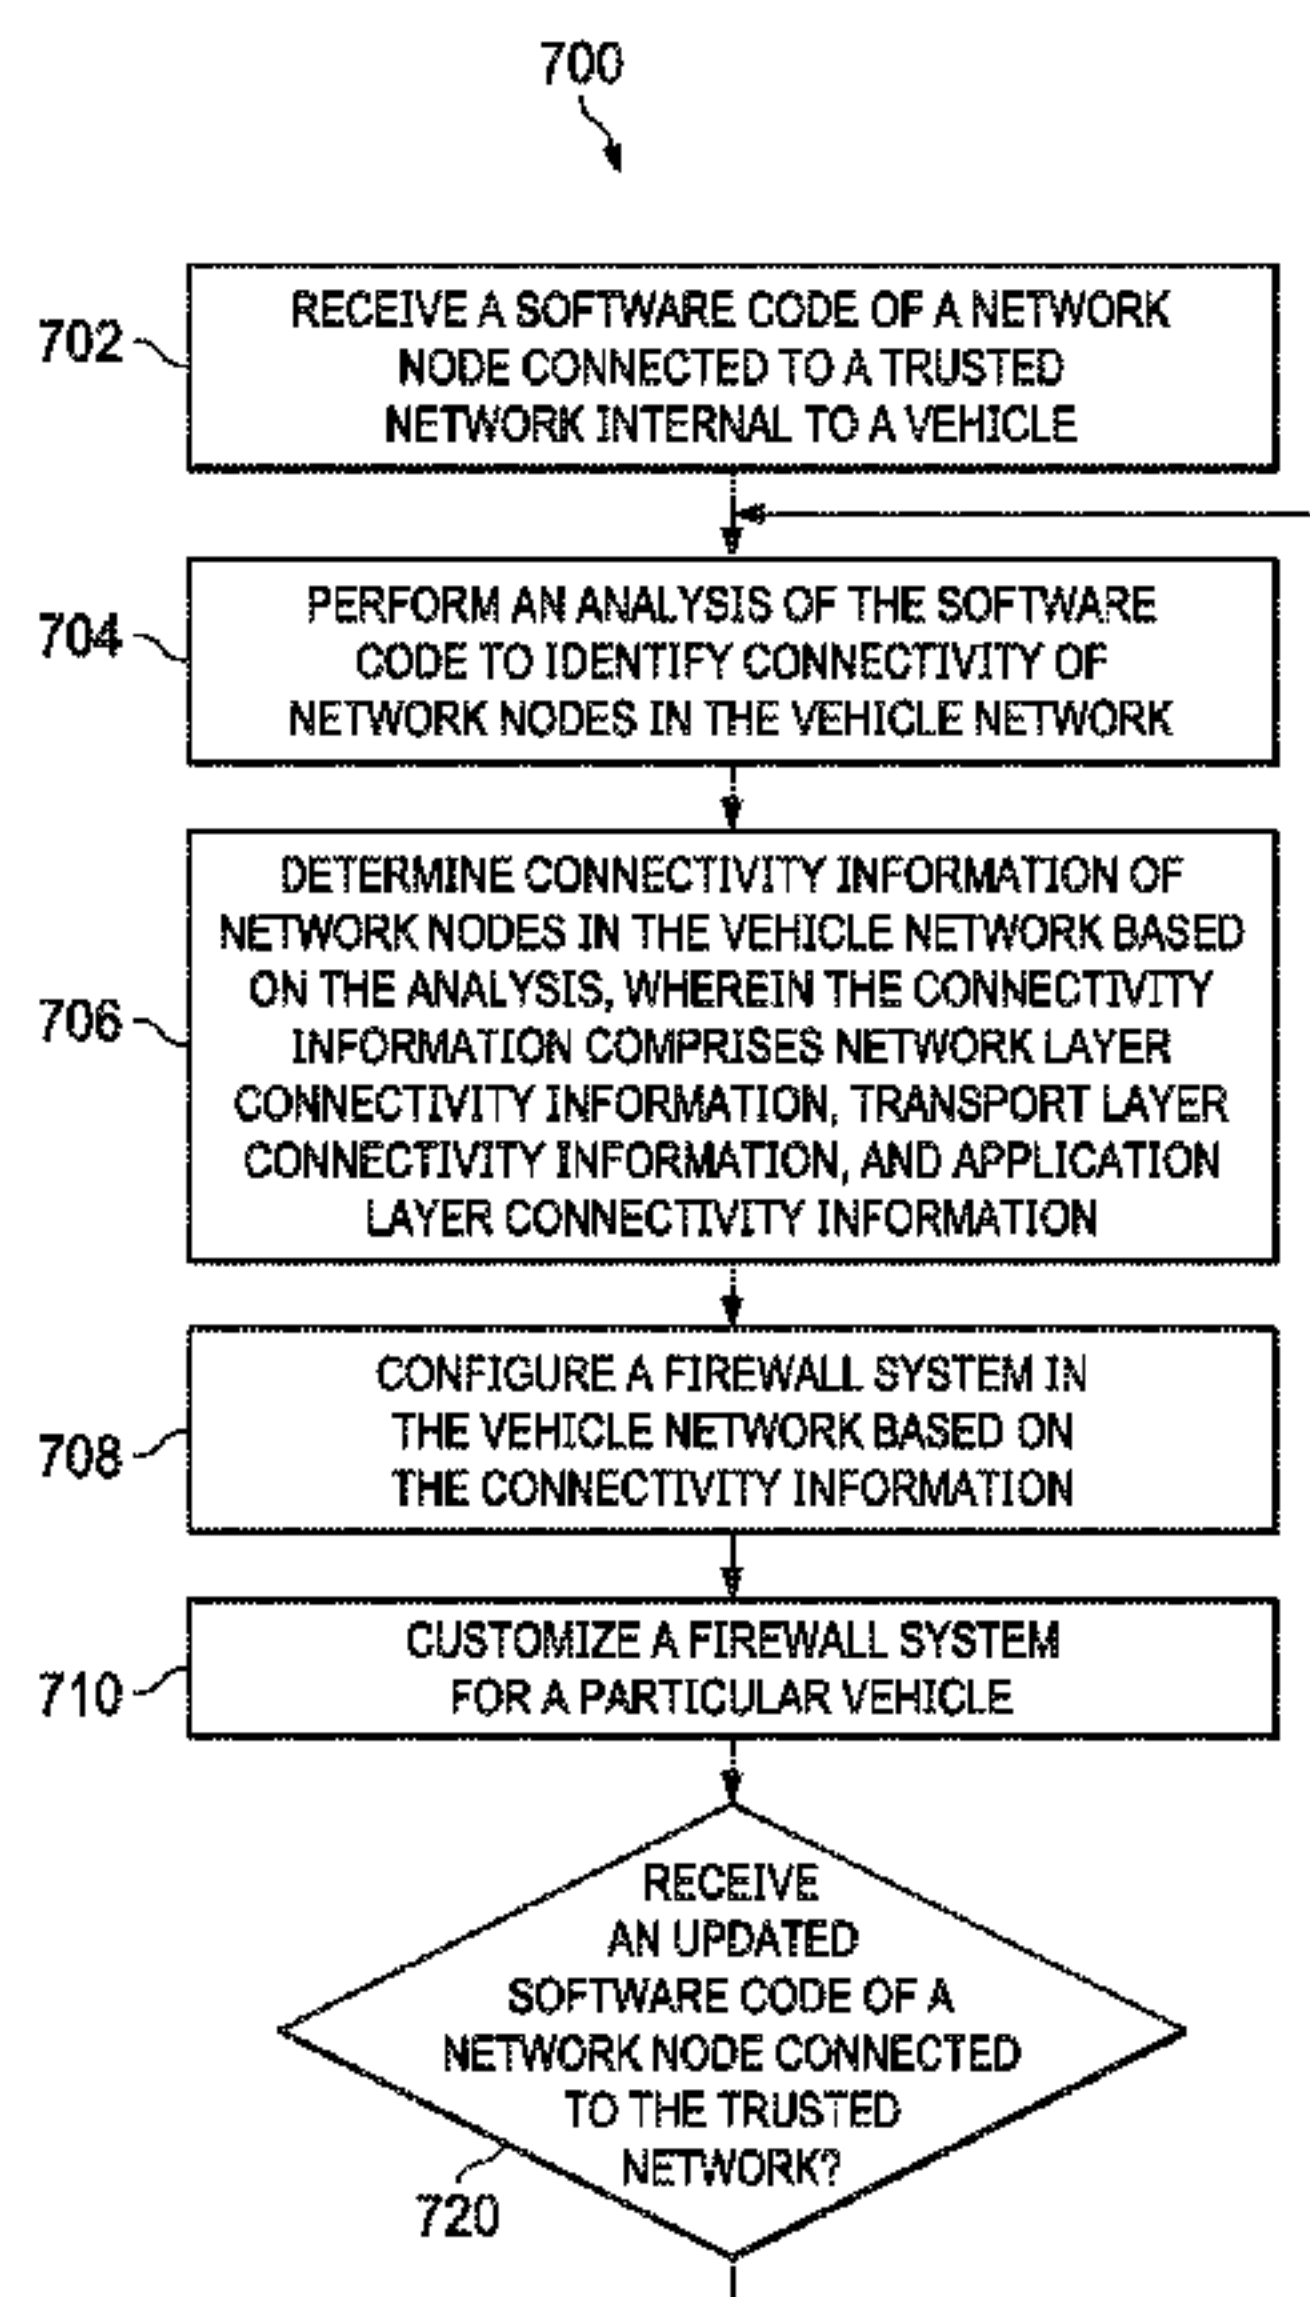 700
702
RECEIVE A SOFTWARE CODE OF A NETWORK
NODE CONNECTED TO A TRUSTED
NETWORK INTERNAL TO A VEHICLE
704
PERFORM AN ANALYSIS OF THE SOFTWARE
CODE TO IDENTIFY CONNECTIVITY OF
NETWORK NODES IN THE VEHICLE NETWORK
706
DETERMINE CONNECTIVITY INFORMATION OF
NETWORK NODES IN THE VEHICLE NETWORK BASED
ON THE ANALYSIS, WHEREIN THE CONNECTIVITY
INFORMATION COMPRISES NETWORK LAYER
CONNECTIVITY INFORMATION, TRANSPORT LAYER
CONNECTIVITY INFORMATION, AND APPLICATION
LAYER CONNECTIVITY INFORMATION
708
CONFIGURE A FIREWALL SYSTEM IN
THE VEHICLE NETWORK BASED ON
THE CONNECTIVITY INFORMATION
710
CUSTOMIZE A FIREWALL SYSTEM
FOR A PARTICULAR VEHICLE
RECEIVE
AN UPDATED
SOFTWARE CODE OF A
NETWORK NODE CONNECTED
TO THE TRUSTED
NETWORK?
720